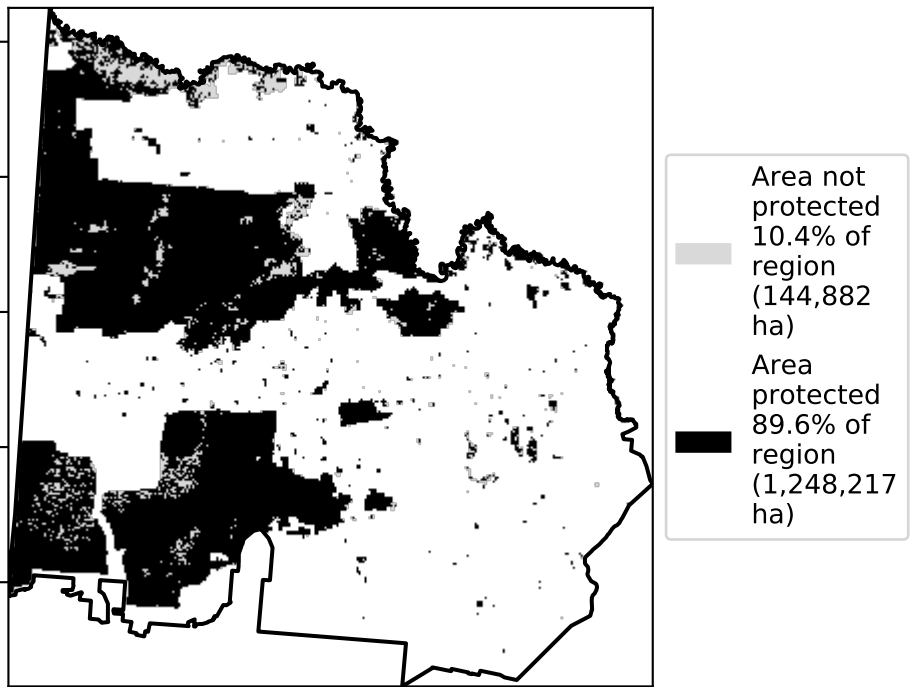 Area not
protected
10.4% of
region
(144,882
ha)
Area
protected
89.6% of
region
(1,248,217
ha)